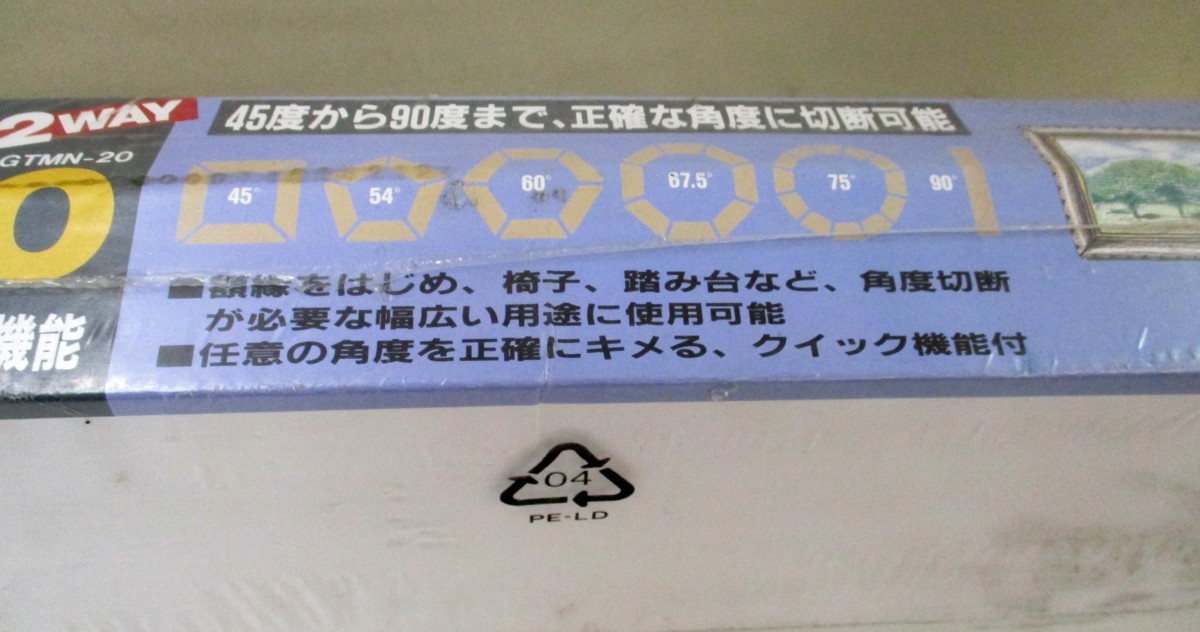 2WAY
GTMN-20
0
機能
45度から90度まで、正確な角度に切断可能
45° 54° 60° 67.5° 75° 90°
■額縁をはじめ、椅子、踏み台など、角度切断
が必要な幅広い用途に使用可能
■任意の角度を正確にキメる、クイック機能付
04
PE-LD